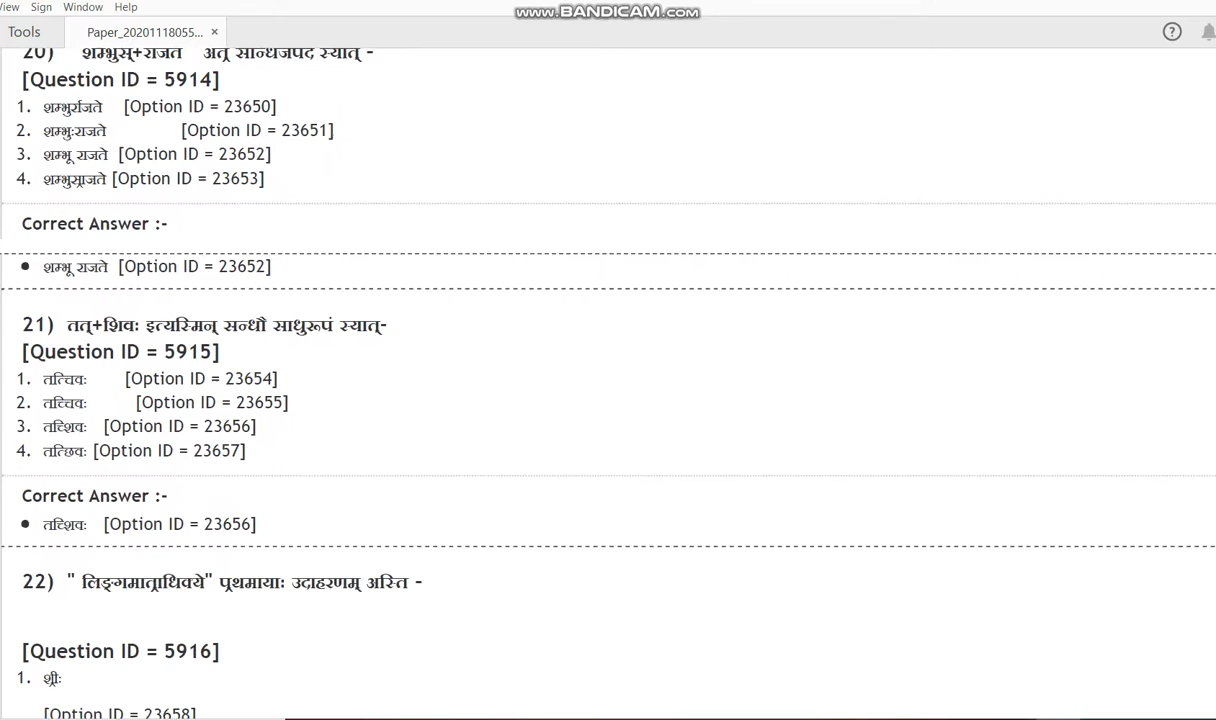 View Sign Window Help
www.BANDICAM.com
Tools Paper_20201118055... ×
20) शम्भुस्+राजते अत्र सन्धिजपदं स्यात् -
[Question ID = 5914]
1. शम्भुर्राजते [Option ID = 23650]
2. शम्भुःराजते [Option ID = 23651]
3. शम्भू राजते [Option ID = 23652]
4. शम्भुस्राजते [Option ID = 23653]
Correct Answer :-
• शम्भू राजते [Option ID = 23652]
21) तत्+शिवः इत्यस्मिन् सन्धौ साधुरूपं स्यात्-
[Question ID = 5915]
1. तत्चिवः [Option ID = 23654]
2. तच्चिवः [Option ID = 23655]
3. तच्शिवः [Option ID = 23656]
4. तत्छिवः [Option ID = 23657]
Correct Answer :-
• तच्शिवः [Option ID = 23656]
22) " लिङ्गमात्राधिक्ये" प्रथमायाः उदाहरणम् अस्ति -
[Question ID = 5916]
1. श्रीः
[Option ID = 23658]